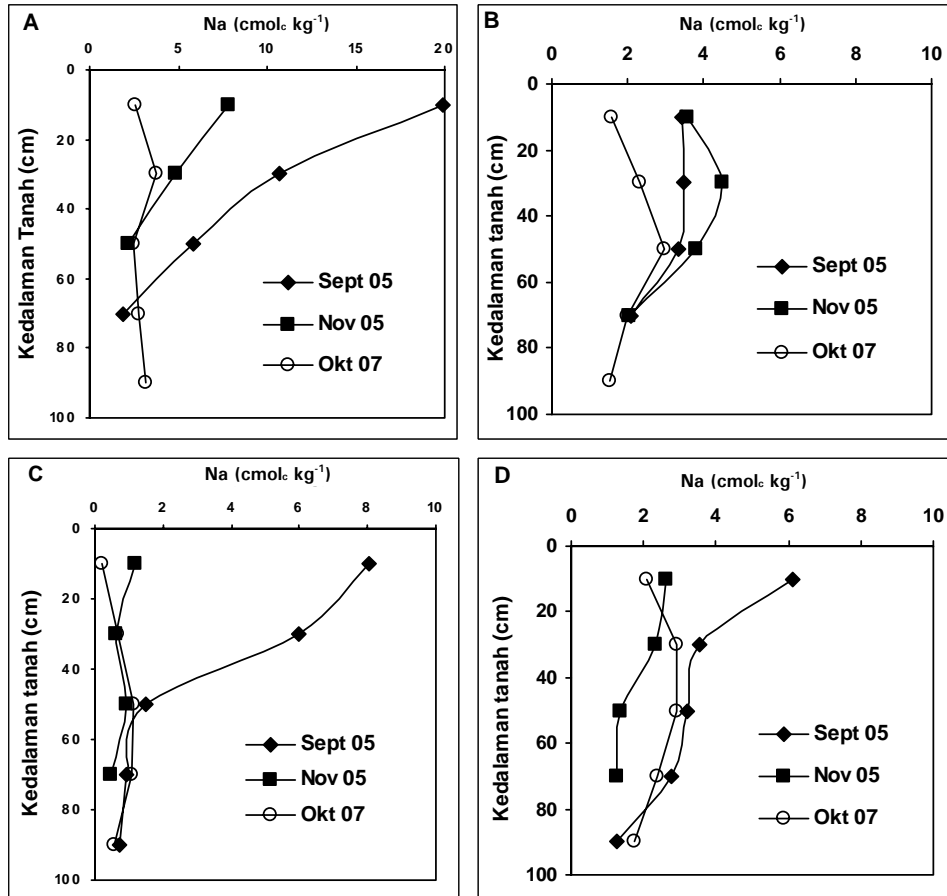 A
Na (cmolc kg-1)
0 5 10 15 20
0
20
40
60
80
100
Kedalaman Tanah (cm)
Sept 05
Nov 05
Okt 07
B
Na (cmolc kg-1)
0 2 4 6 8 10
0
20
40
60
80
100
Kedalaman tanah (cm)
Sept 05
Nov 05
Okt 07
C
Na (cmolc kg-1)
0 2 4 6 8 10
0
20
40
60
80
100
Kedalaman tanah (cm)
Sept 05
Nov 05
Okt 07
D
Na (cmolc kg-1)
0 2 4 6 8 10
0
20
40
60
80
100
Kedalaman tanah (cm)
Sept 05
Nov 05
Okt 07